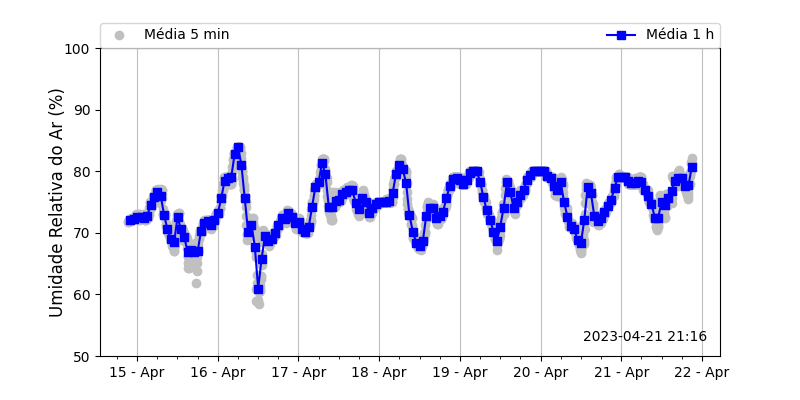 Média 5 min
Média 1 h
Umidade Relativa do Ar (%)
100
90
80
70
60
50
2023-04-21 21:16
15 - Apr
16 - Apr
17 - Apr
18 - Apr
19 - Apr
20 - Apr
21 - Apr
22 - Apr